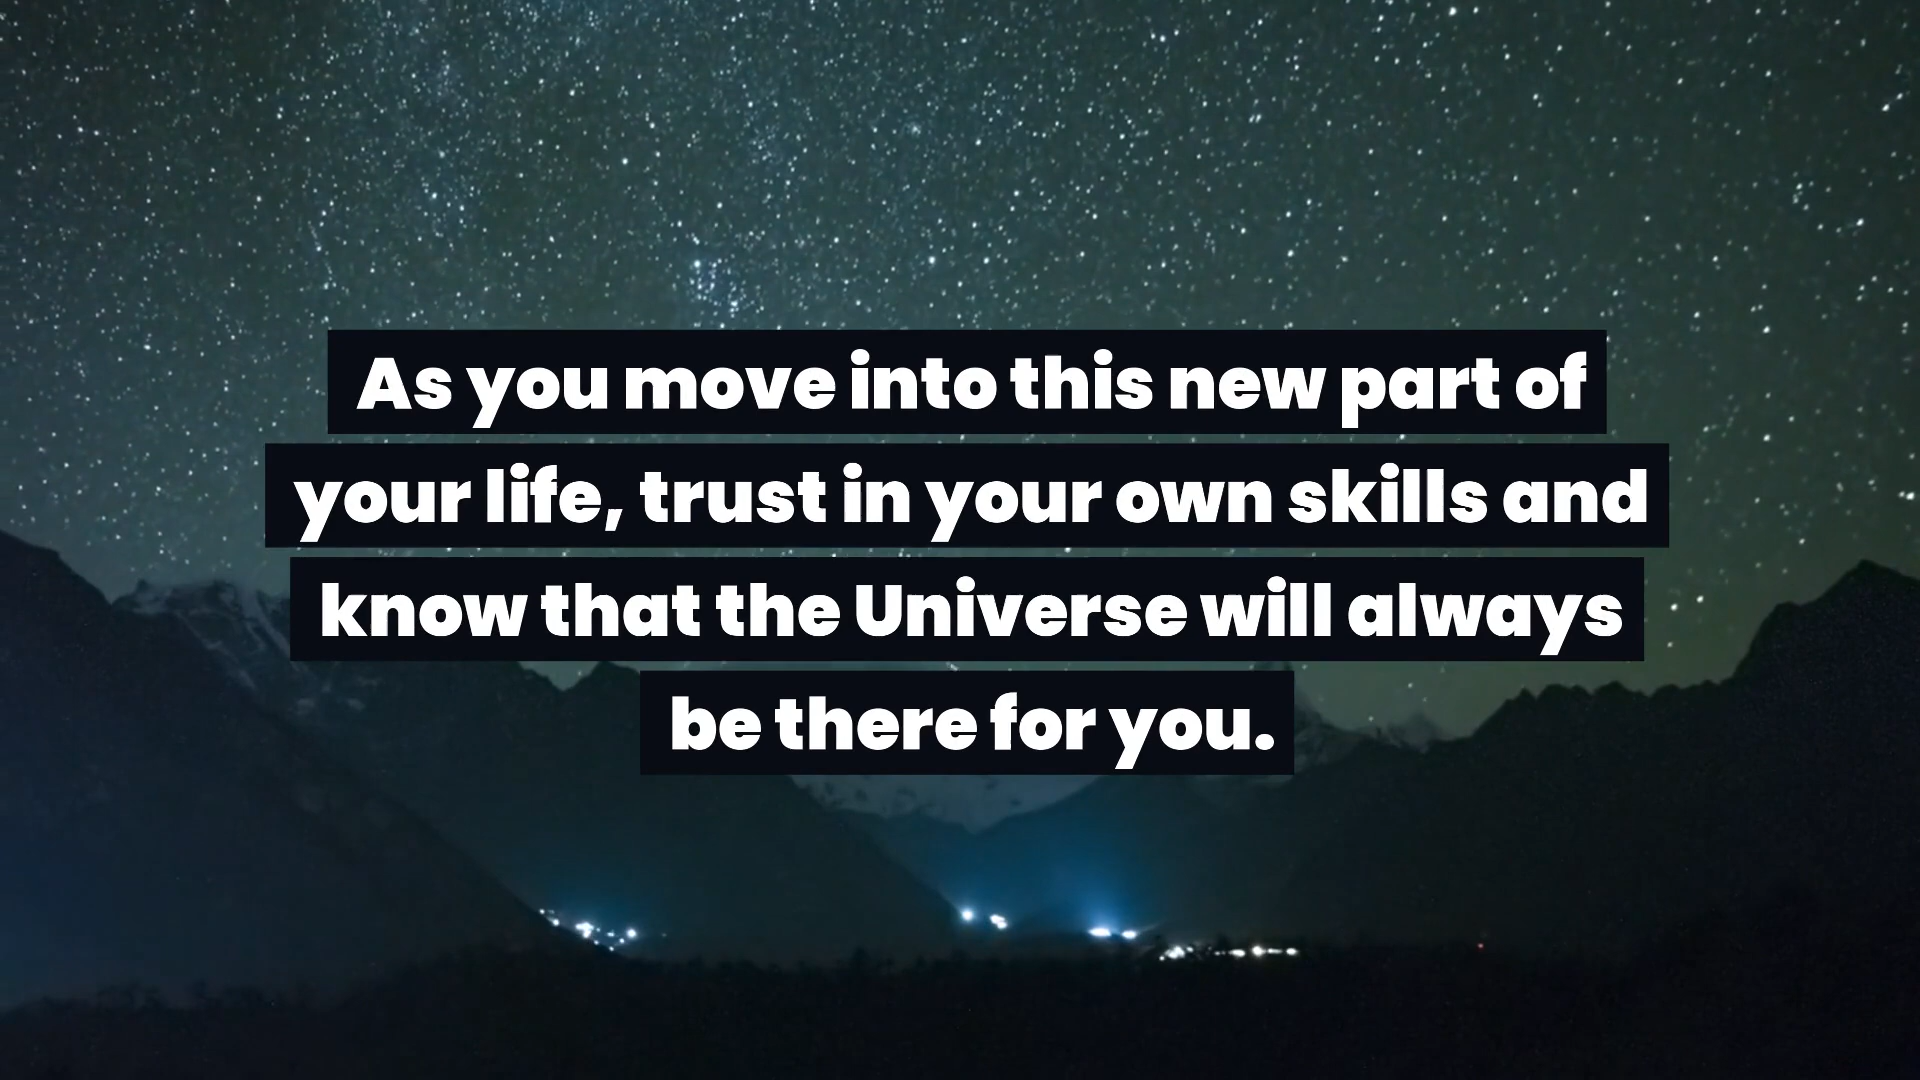 As you move into this new part of
your life, trust in your own skills and
know that the Universe will always
be there for you.